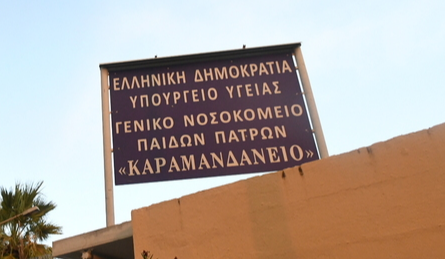 ΕΛΛΗΝΙΚΗ ΔΗΜΟΚΡΑΤΙΑ
ΥΠΟΥΡΓΕΙΟ ΥΓΕΙΑΣ
ΓΕΝΙΚΟ ΝΟΣΟΚΟΜΕΙΟ
ΠΑΙΔΩΝ ΠΑΤΡΩΝ
«ΚΑΡΑΜΑΝΔΑΝΕΙΟ»